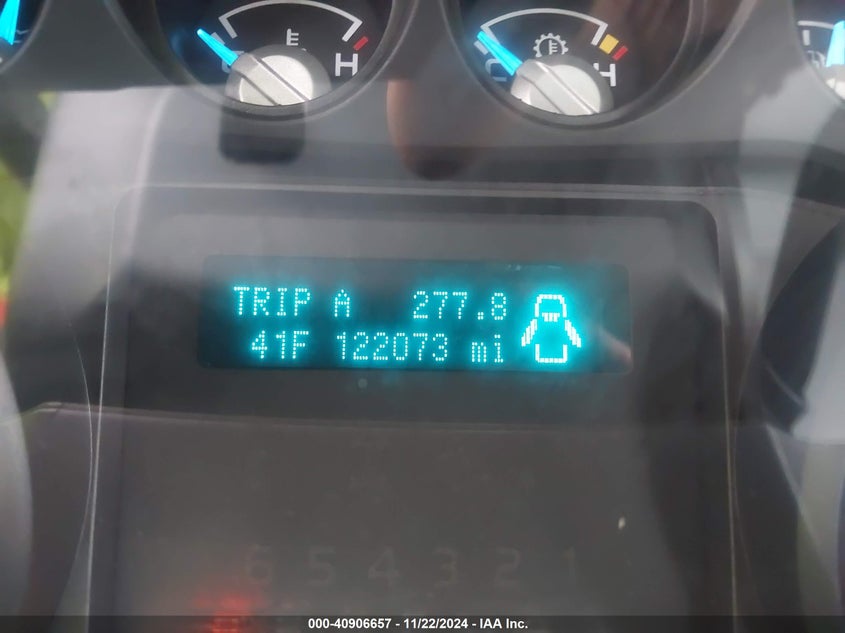 H
C H
TRIP A 277.8
41F 122073 mi
6 5 4 3 2 1
000-40906657 - 11/22/2024 - IAA Inc.